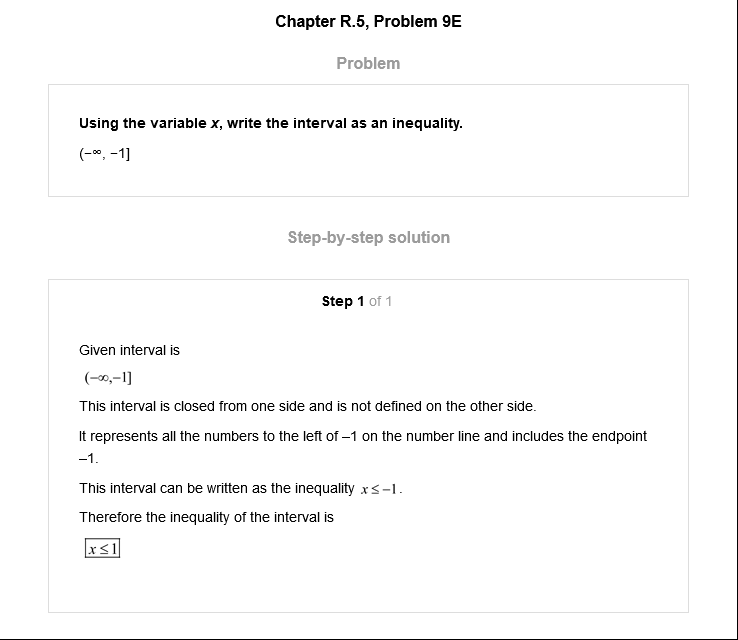 Chapter R.5, Problem 9E
Problem
Using the variable x, write the interval as an inequality.
(−∞, −1]
Step-by-step solution
Step 1 of 1
Given interval is
(−∞,−1]
This interval is closed from one side and is not defined on the other side.
It represents all the numbers to the left of –1 on the number line and includes the endpoint
–1.
This interval can be written as the inequality x ≤ −1.
Therefore the inequality of the interval is
x ≤ 1